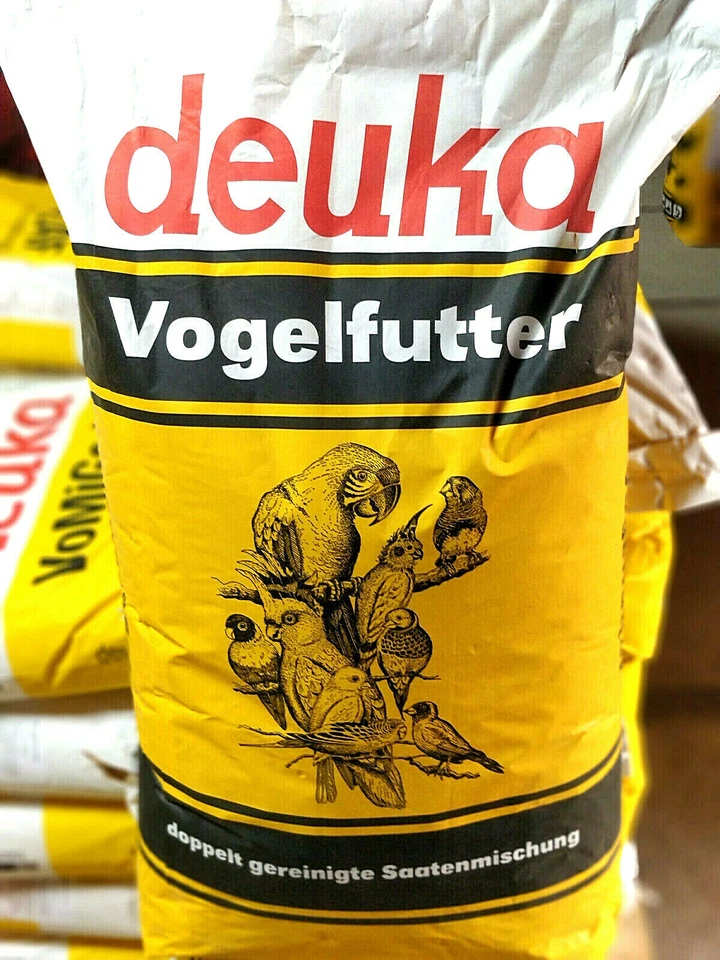 deuka
Vogelfutter
doppelt gereinigte Saatenmischung